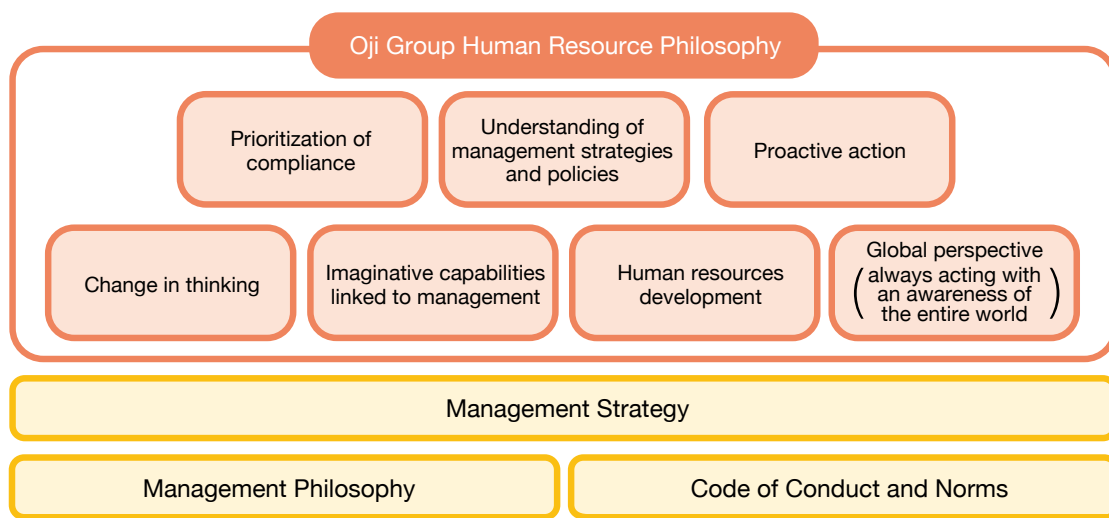 Oji Group Human Resource Philosophy
Prioritization of
compliance
Understanding of
management strategies
and policies
Proactive action
Change in thinking
Imaginative capabilities
linked to management
Human resources
development
Global perspective
(always acting with
an awareness of
the entire world)
Management Strategy
Management Philosophy
Code of Conduct and Norms